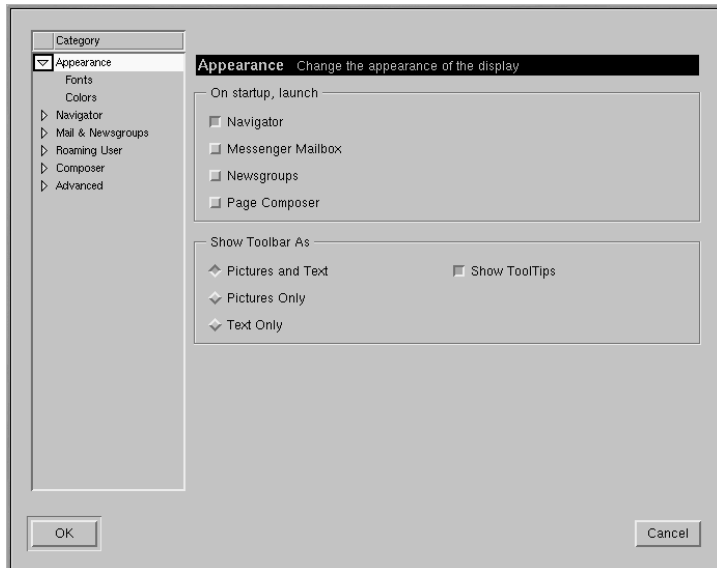 Category
Appearance
Fonts
Colors
Navigator
Mail & Newsgroups
Roaming User
Composer
Advanced
Appearance Change the appearance of the display
On startup, launch
Navigator
Messenger Mailbox
Newsgroups
Page Composer
Show Toolbar As
Pictures and Text Show ToolTips
Pictures Only
Text Only
OK Cancel